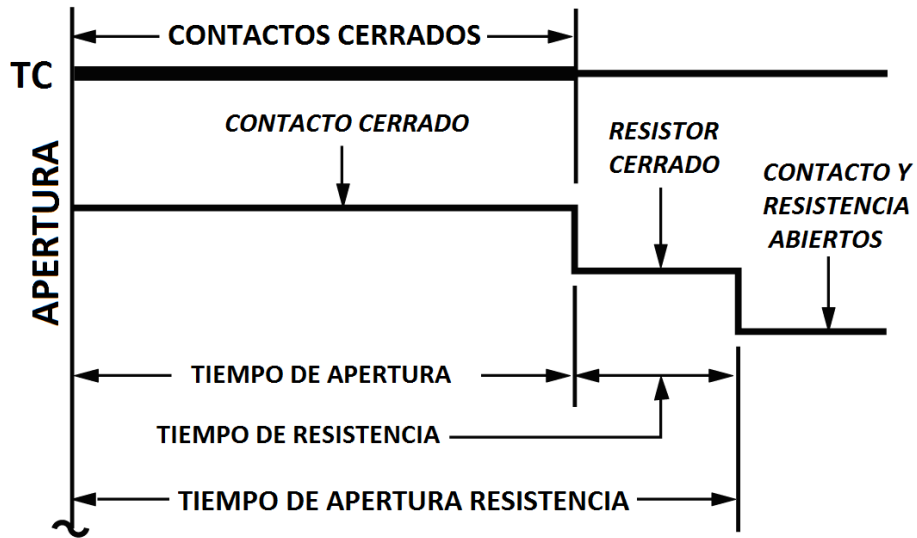 CONTACTOS CERRADOS
TC
CONTACTO CERRADO
RESISTOR
CERRADO
CONTACTO Y
RESISTENCIA
ABIERTOS
APERTURA
TIEMPO DE APERTURA
TIEMPO DE RESISTENCIA
TIEMPO DE APERTURA RESISTENCIA